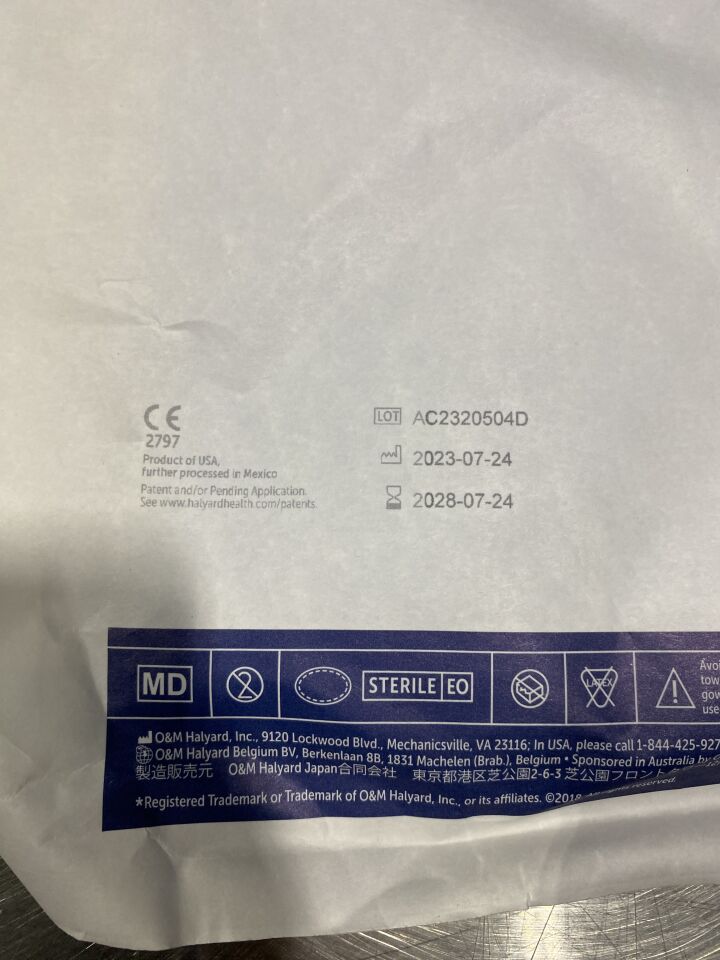 CE
2797
Product of USA,
further processed in Mexico
Patent and/or Pending Application.
See www.halyardhealth.com/patents.
LOT AC2320504D
2023-07-24
2028-07-24
MD
2
STERILE EO
LATEX
O&M Halyard, Inc., 9120 Lockwood Blvd., Mechanicsville, VA 23116; In USA, please call 1-844-425-927
O&M Halyard Belgium BV, Berkenlaan 8B, 1831 Machelen (Brab.), Belgium * Sponsored in Australia by
製造販売元 O&M Halyard Japan合同会社 東京都港区芝公園2-6-3 芝公園フロント
*Registered Trademark or Trademark of O&M Halyard, Inc., or its affiliates. ©2018 All rights reserved.